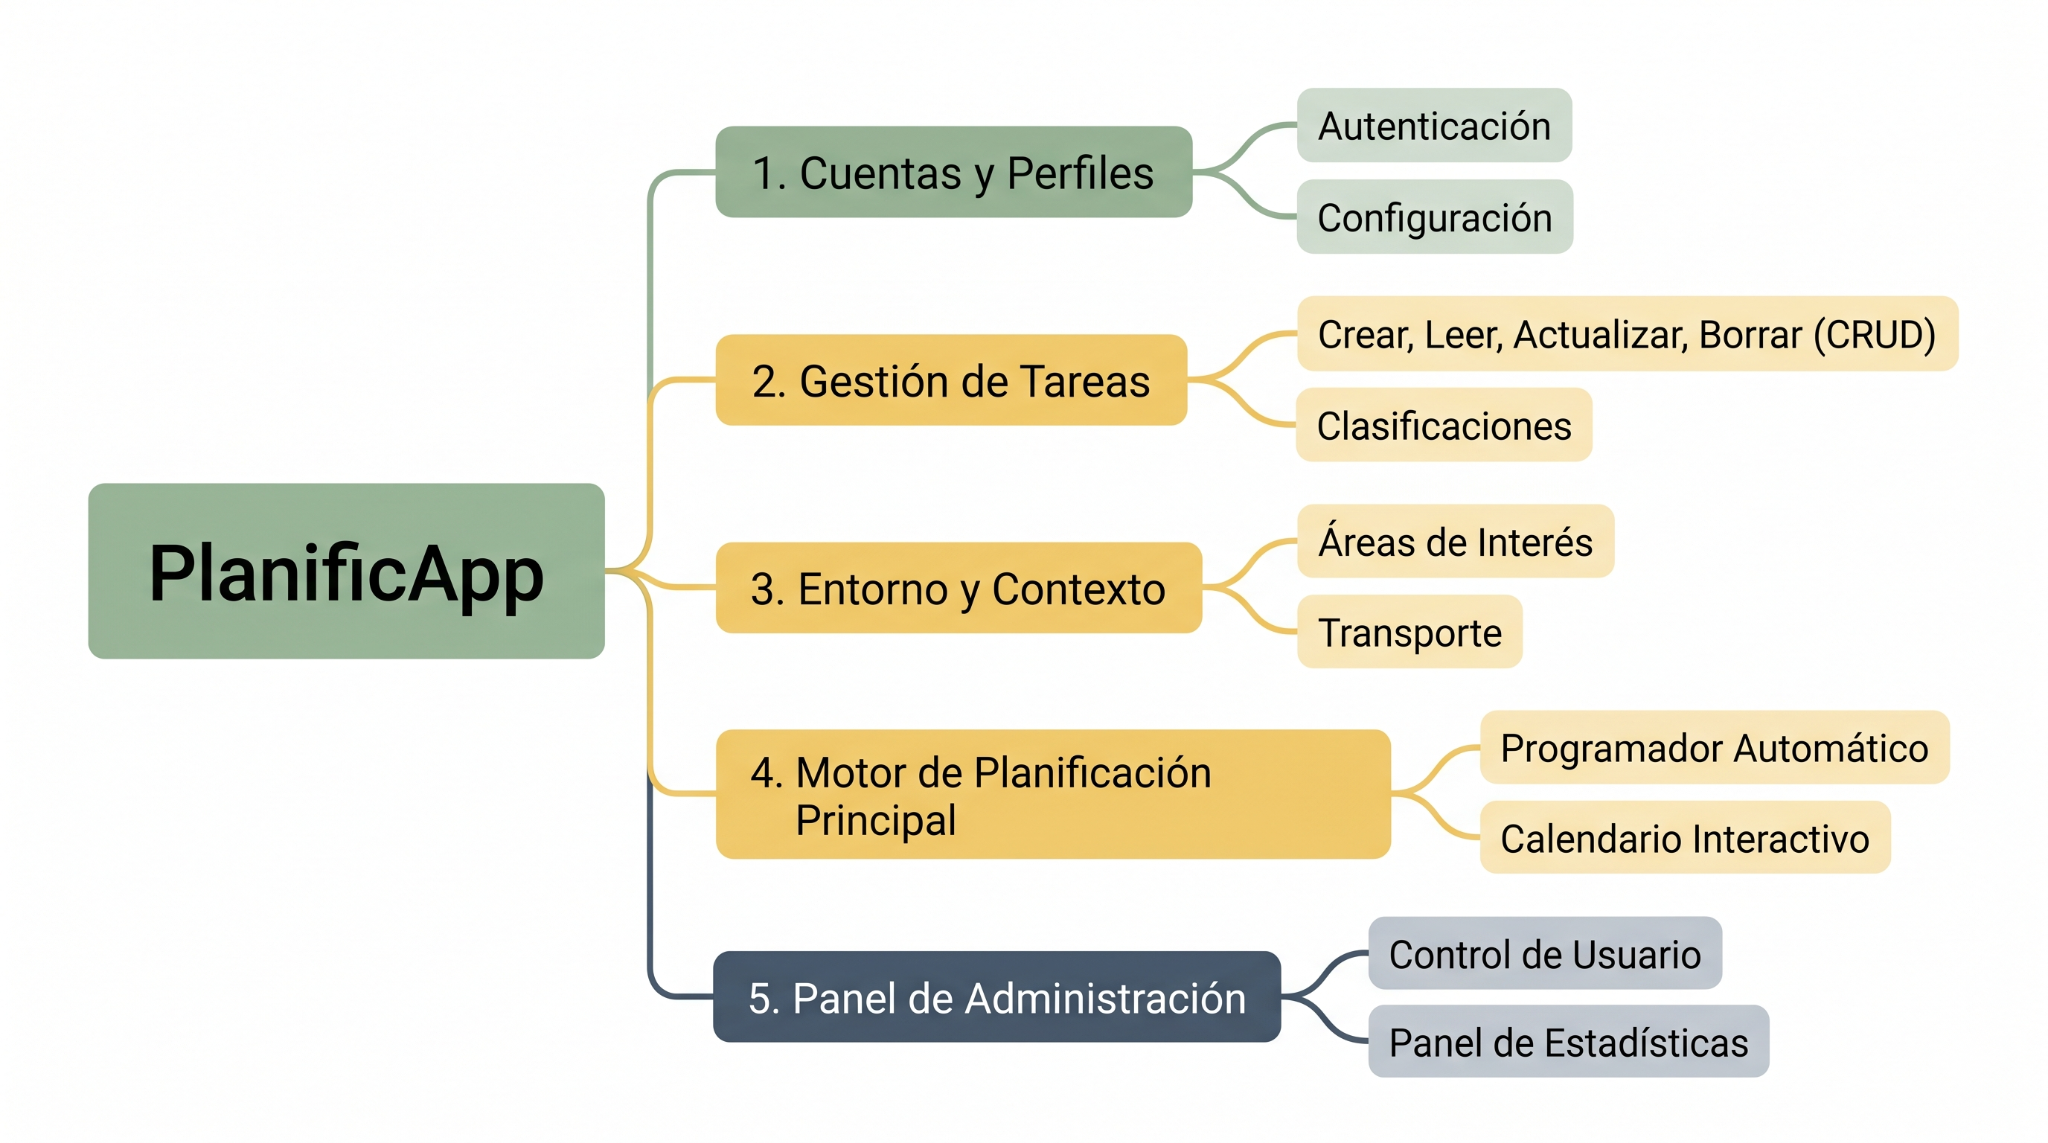 PlanificApp
1. Cuentas y Perfiles
Autenticación
Configuración
2. Gestión de Tareas
Crear, Leer, Actualizar, Borrar (CRUD)
Clasificaciones
3. Entorno y Contexto
Áreas de Interés
Transporte
4. Motor de Planificación
Principal
Programador Automático
Calendario Interactivo
5. Panel de Administración
Control de Usuario
Panel de Estadísticas